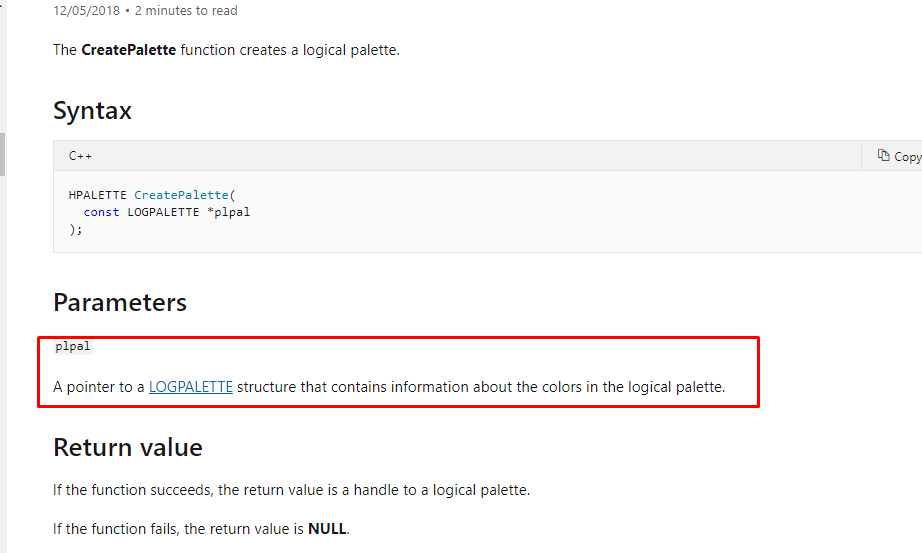 12/05/2018 • 2 minutes to read
The CreatePalette function creates a logical palette.
Syntax
C++
Copy
HPALETTE CreatePalette(
  const LOGPALETTE *plpal
);
Parameters
plpal
A pointer to a LOGPALETTE structure that contains information about the colors in the logical palette.
Return value
If the function succeeds, the return value is a handle to a logical palette.
If the function fails, the return value is NULL.